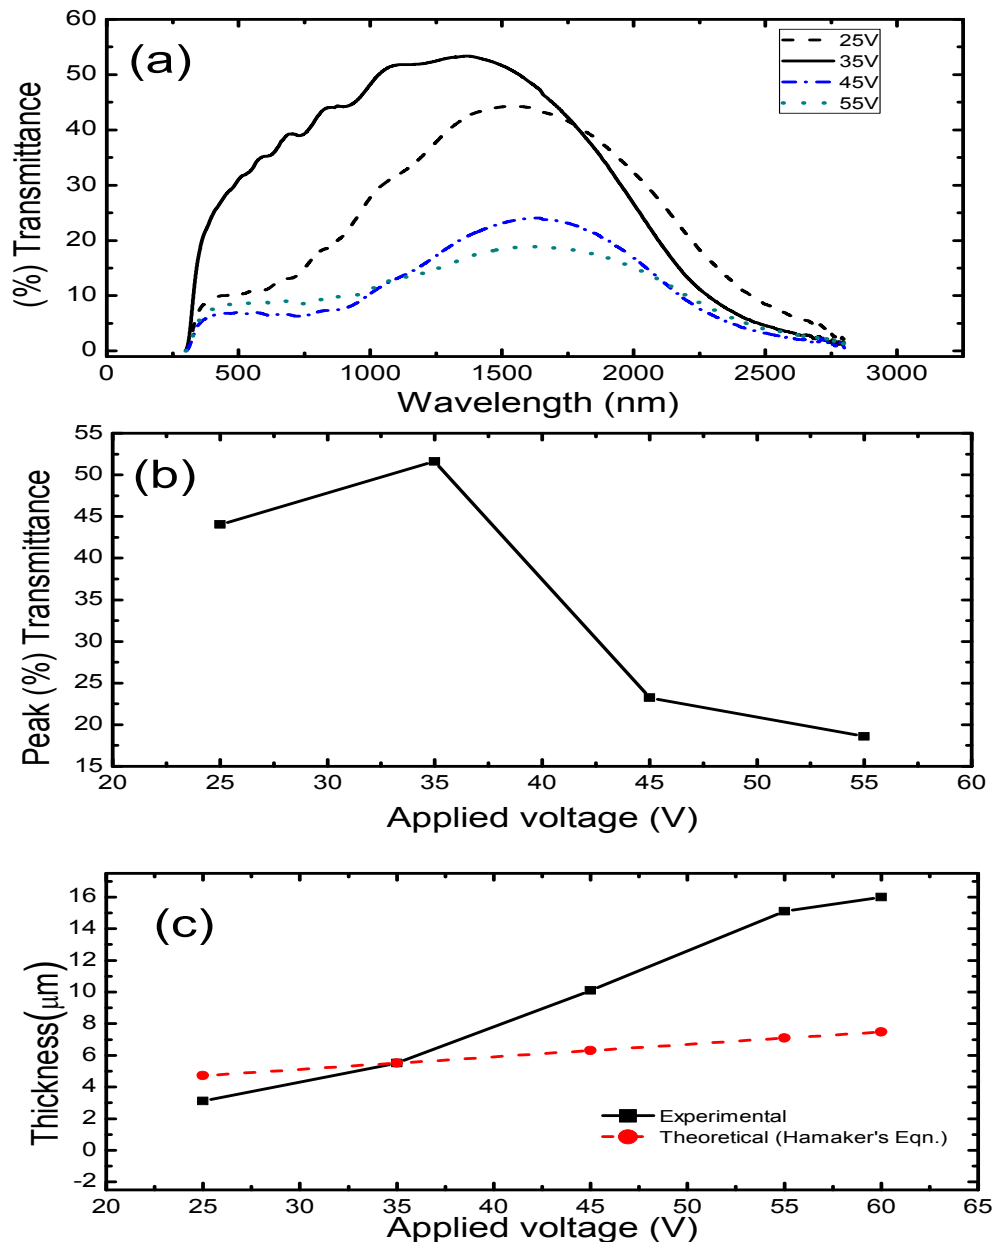 60
50
40
30
20
10
0
(%) Transmittance
(a)
25V
35V
45V
55V
0 500 1000 1500 2000 2500 3000
Wavelength (nm)
55
50
45
40
35
30
25
20
15
Peak (%) Transmittance
(b)
20 25 30 35 40 45 50 55 60
Applied voltage (V)
16
14
12
10
8
6
4
2
0
-2
Thickness(μm)
(c)
Experimental
Theoretical (Hamaker's Eqn.)
20 25 30 35 40 45 50 55 60 65
Applied voltage (V)